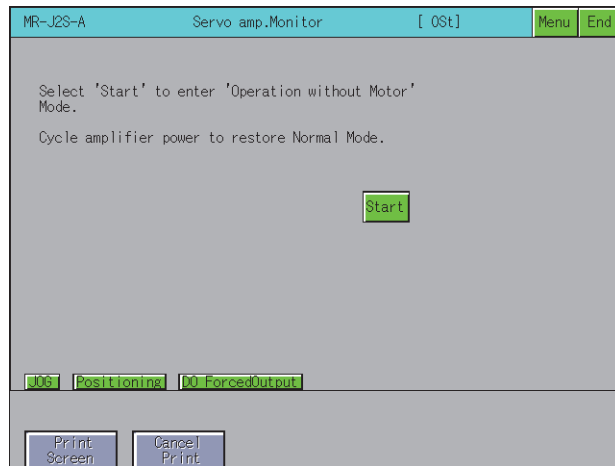 MR-J2S-A Servo amp.Monitor [ 0St] Menu End
Select 'Start' to enter 'Operation without Motor'
Mode.
Cycle amplifier power to restore Normal Mode.
Start
JOG Positioning DO ForcedOutput
Print Screen
Cancel Print